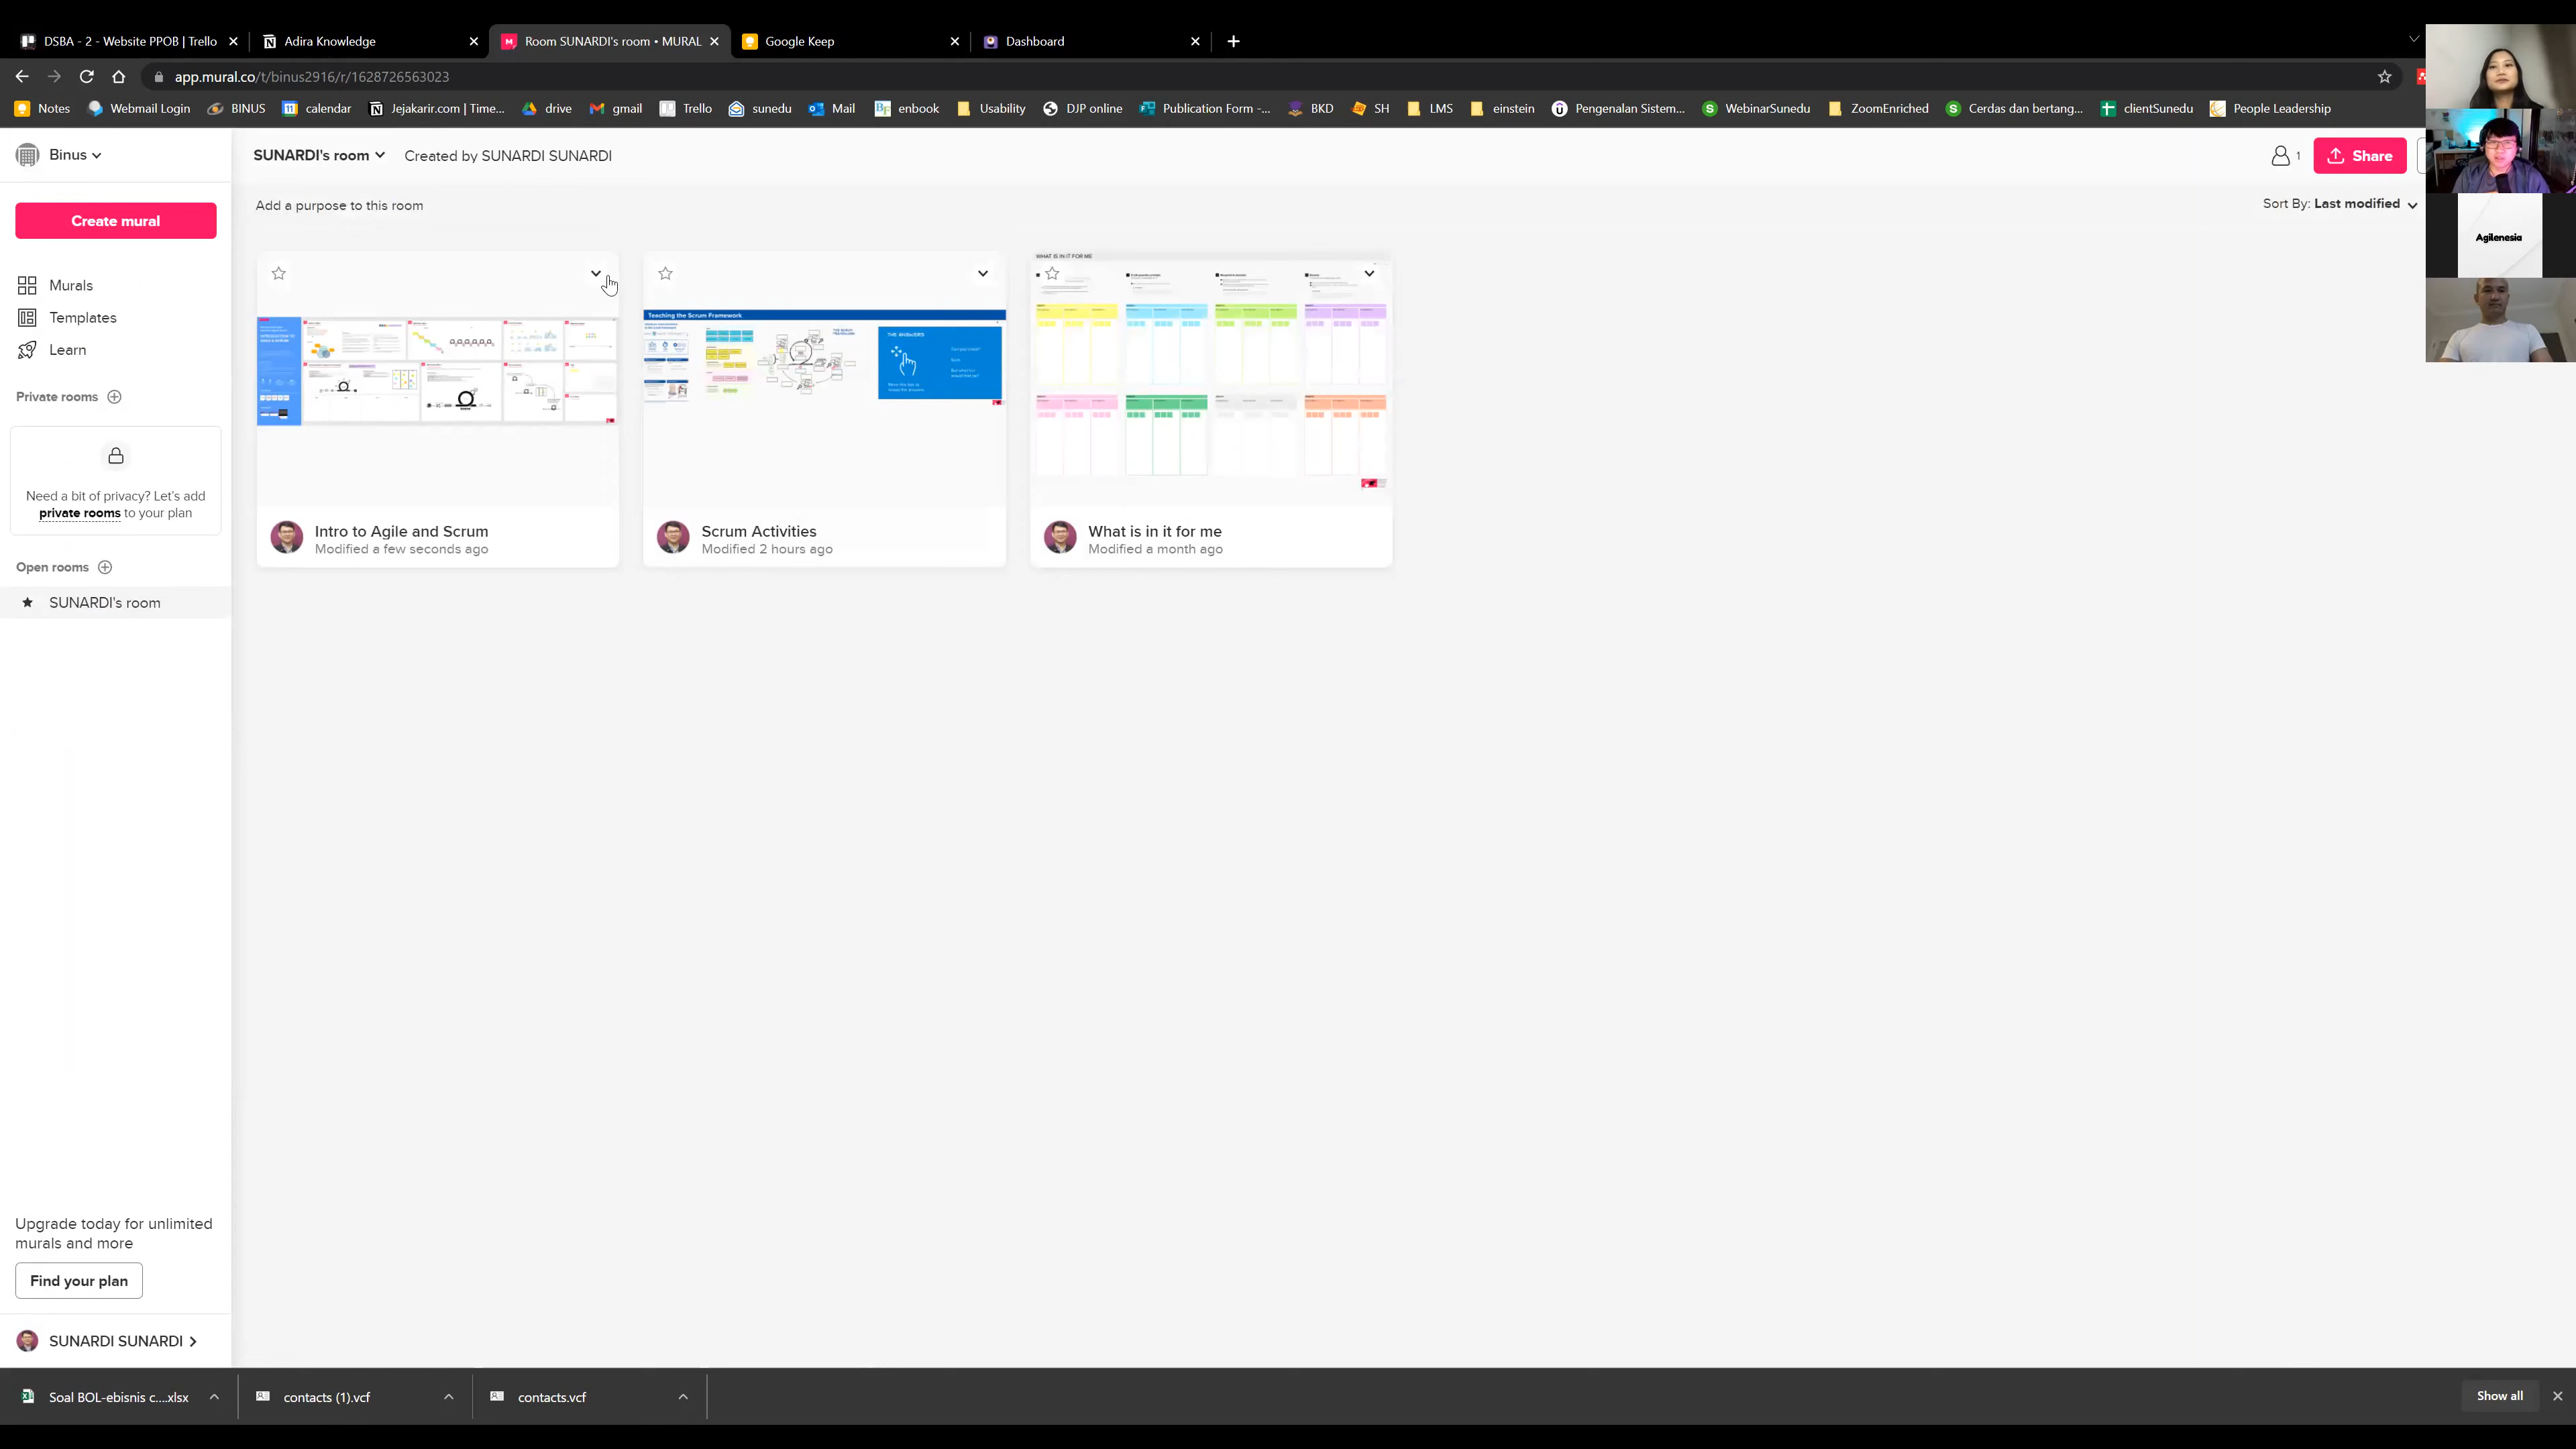 DSBA - 2 - Website PPOB | Trello
Adira Knowledge
Room SUNARDI's room • MURAL
Google Keep
Dashboard
app.mural.co/t/binus2916/r/1628726563023
Notes
Webmail Login
BINUS
calendar
Jejakarir.com | Time...
drive
gmail
Trello
sunedu
Mail
enbook
Usability
DJP online
Publication Form -...
BKD
SH
LMS
einstein
Pengenalan Sistem...
WebinarSunedu
ZoomEnriched
Cerdas dan bertang...
clientSunedu
People Leadership
Binus
SUNARDI's room
Created by SUNARDI SUNARDI
1
Share
Create mural
Add a purpose to this room
Sort By: Last modified
Agilenesia
Murals
Templates
Learn
Private rooms
Need a bit of privacy? Let's add
private rooms to your plan
Open rooms
SUNARDI's room
Teaching the Scrum Framework
THE ANSWERS
WHAT IS IN IT FOR ME
Intro to Agile and Scrum
Modified a few seconds ago
Scrum Activities
Modified 2 hours ago
What is in it for me
Modified a month ago
Upgrade today for unlimited
murals and more
Find your plan
SUNARDI SUNARDI
Soal BOL-ebisnis c....xlsx
contacts (1).vcf
contacts.vcf
Show all